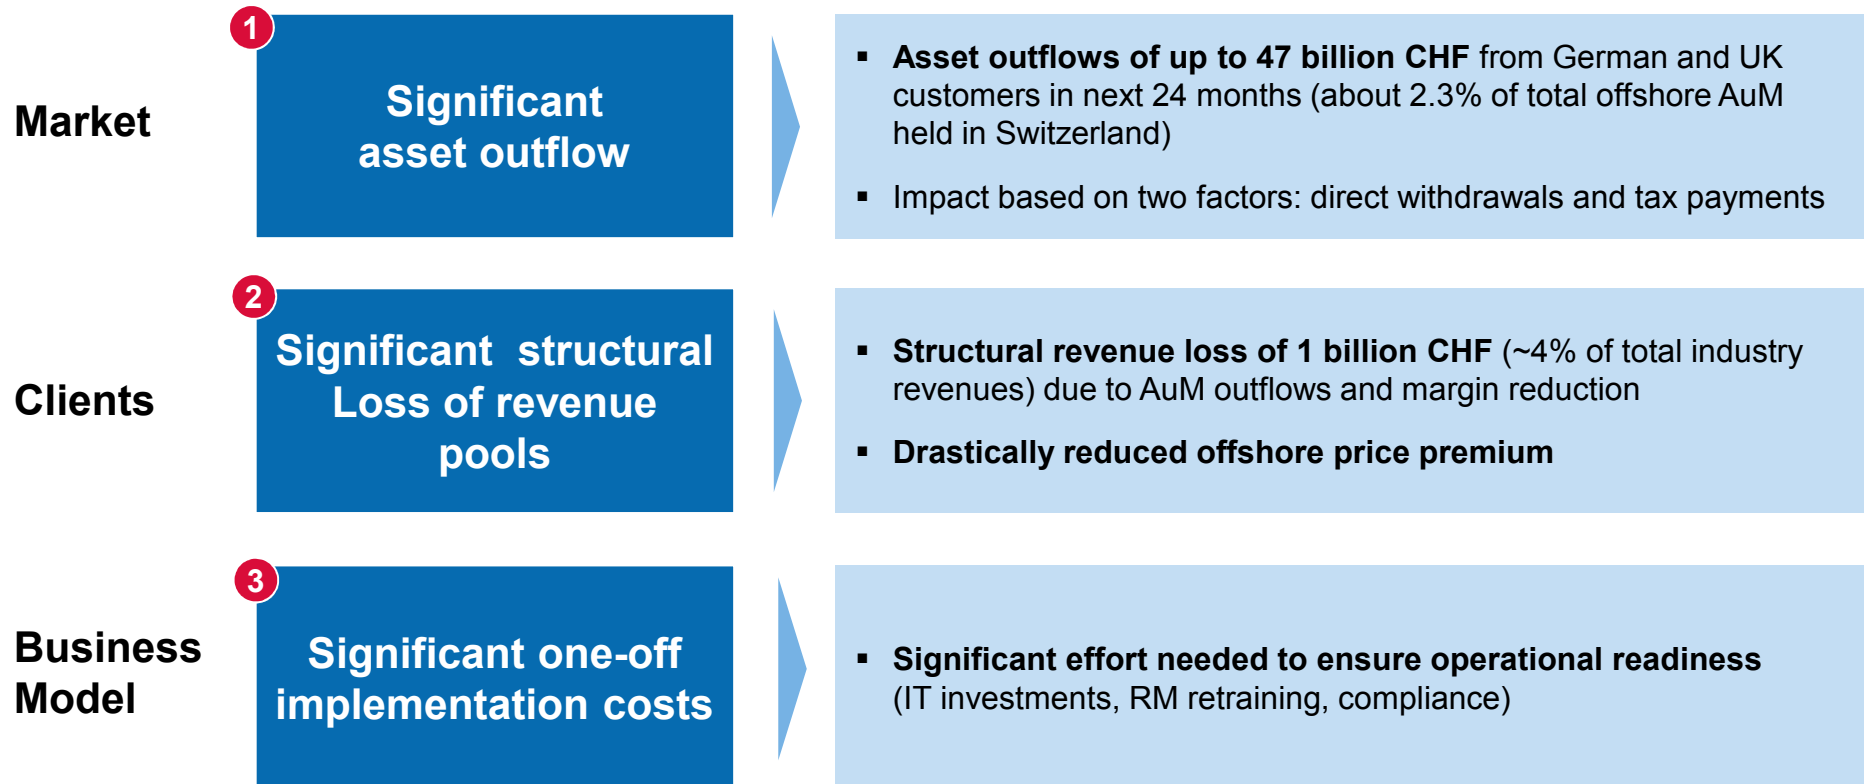 Market
1
Significant
asset outflow
▪ Asset outflows of up to 47 billion CHF from German and UK
customers in next 24 months (about 2.3% of total offshore AuM
held in Switzerland)
▪ Impact based on two factors: direct withdrawals and tax payments
Clients
2
Significant structural
Loss of revenue
pools
▪ Structural revenue loss of 1 billion CHF (~4% of total industry
revenues) due to AuM outflows and margin reduction
▪ Drastically reduced offshore price premium
Business
Model
3
Significant one-off
implementation costs
▪ Significant effort needed to ensure operational readiness
(IT investments, RM retraining, compliance)